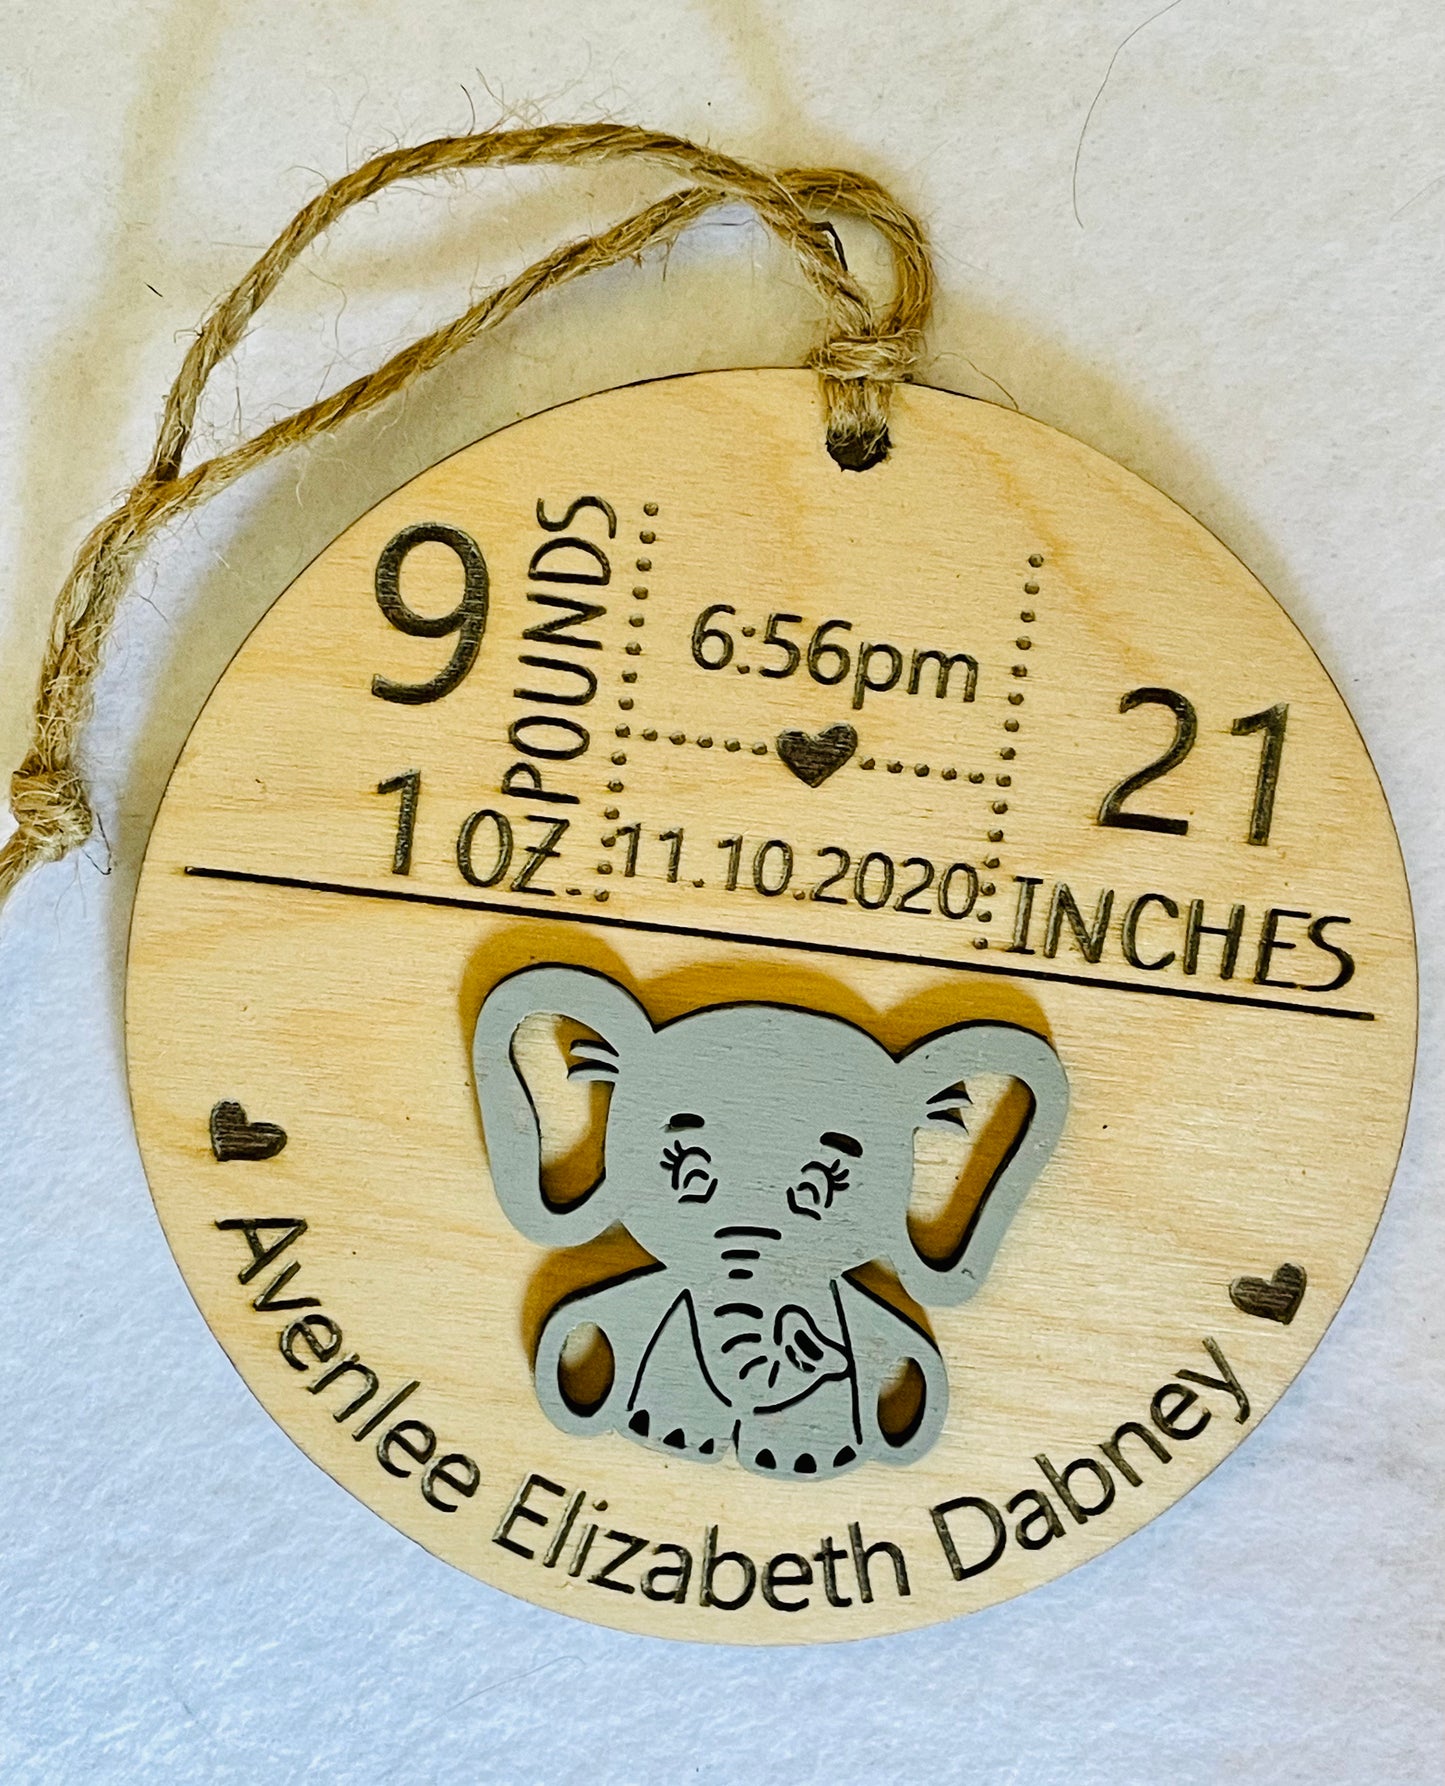 9 POUNDS
1 OZ.
6:56pm
11.10.2020
21
INCHES
Avenlee Elizabeth Dabney